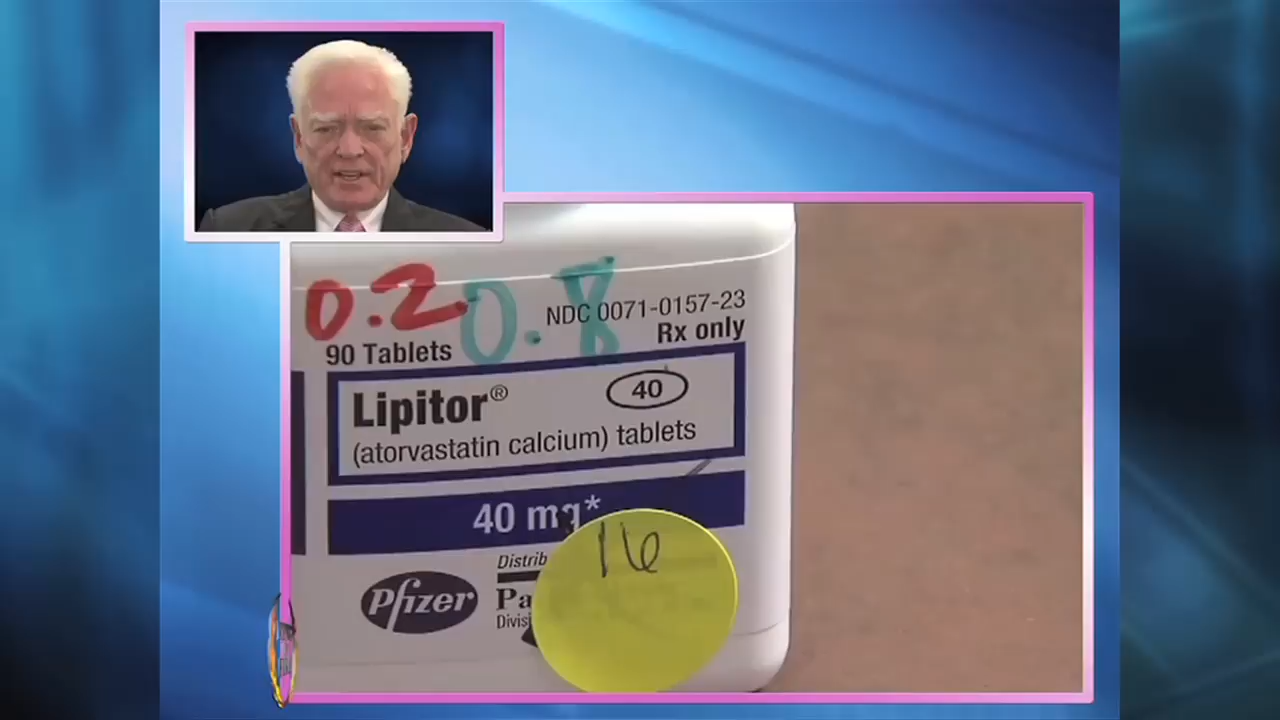 0.2 0.8
NDC 0071-0157-23
Rx only
90 Tablets
Lipitor®
40
(atorvastatin calcium) tablets
40 mg*
16
Distrib
Pfizer
Pa
Divisi